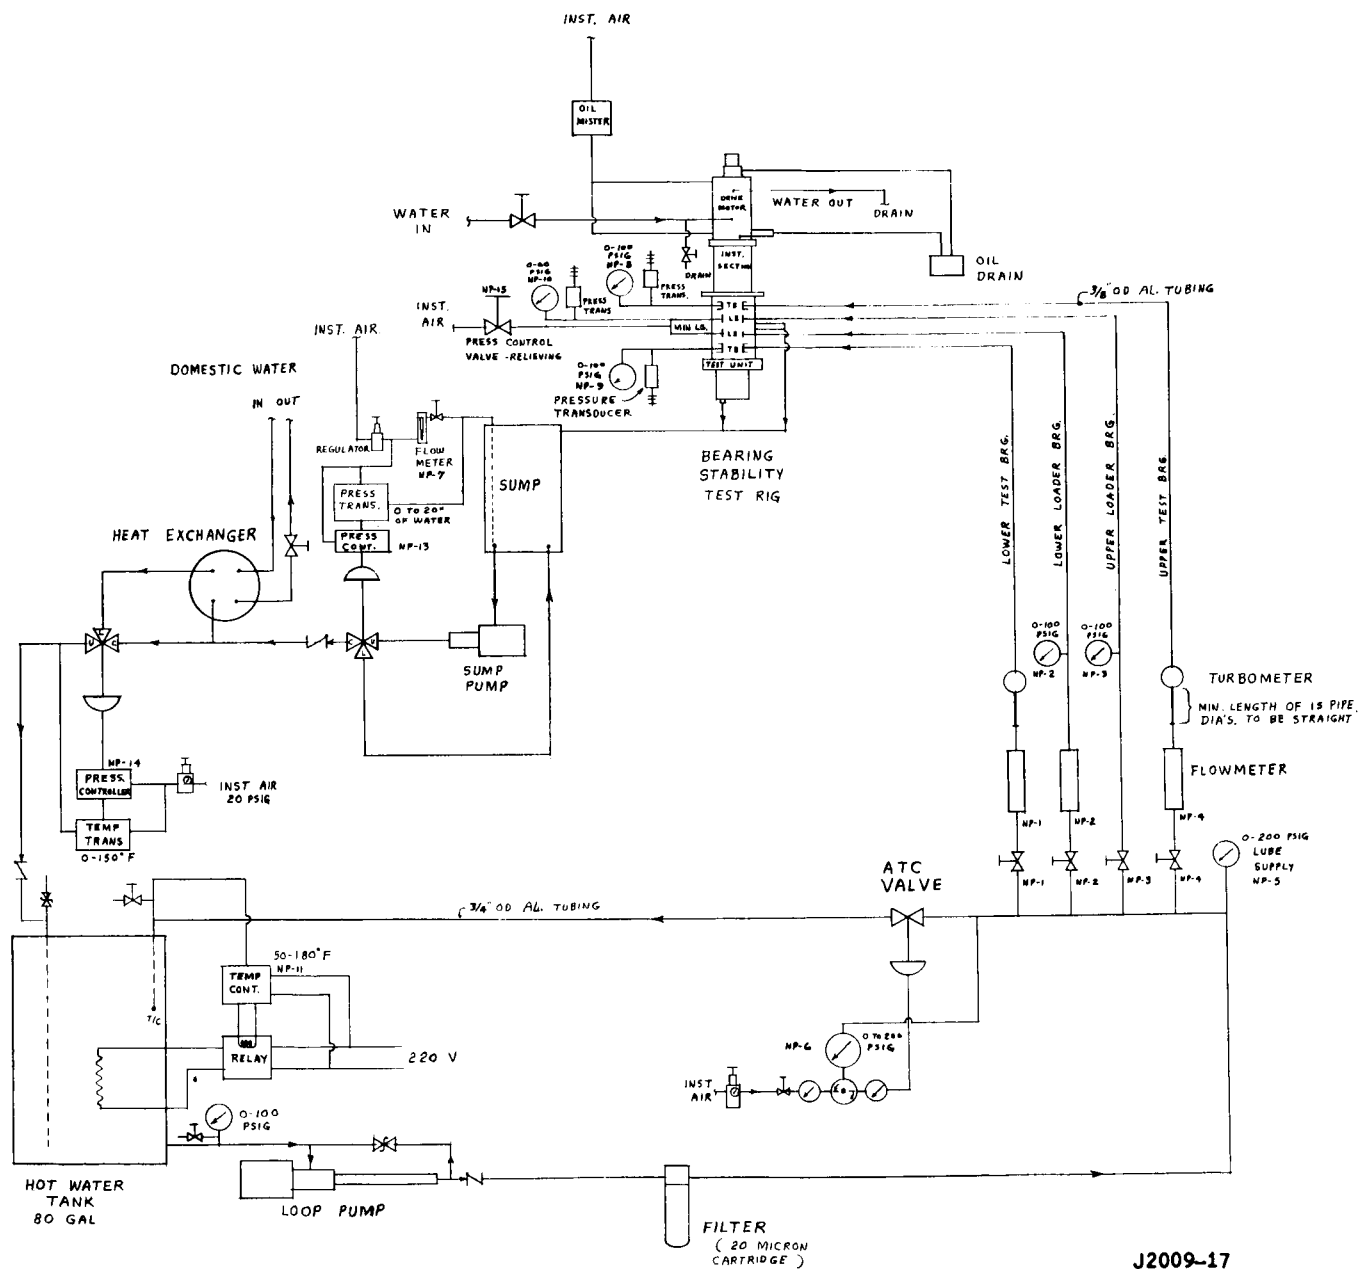 INST. AIR
OIL
MISTER
DRIVE
MOTOR
WATER OUT
DRAIN
WATER
IN
DRAIN
INST.
SECTION
OIL
DRAIN
0-60
PSIG
NP-10
0-100
PSIG
NP-8
PRESS
TRANS
PRESS
TRANS.
NP-15
INST.
AIR
PRESS CONTROL
VALVE -RELIEVING
MIN LB.
TB
LB
LB
TB
TEST UNIT
3/8" OD AL. TUBING
0-100
PSIG
NP-9
PRESSURE
TRANSDUCER
BEARING
STABILITY
TEST RIG
INST. AIR
DOMESTIC WATER
IN OUT
REGULATOR
FLOW
METER
NP-7
PRESS
TRANS.
0 TO 20"
OF WATER
PRESS
CONT.
NP-13
SUMP
HEAT EXCHANGER
SUMP
PUMP
U
C
C
U
L
LOWER TEST BRG.
LOWER LOADER BRG.
UPPER LOADER BRG.
UPPER TEST BRG.
0-100
PSIG
NP-2
0-100
PSIG
NP-3
TURBOMETER
MIN. LENGTH OF 15 PIPE
DIA'S. TO BE STRAIGHT
FLOWMETER
NP-1
NP-2
NP-4
NP-1
NP-2
NP-3
NP-4
0-200 PSIG
LUBE
SUPPLY
NP-5
NP-14
PRESS.
CONTROLLER
INST AIR
20 PSIG
TEMP
TRANS
0-150°F
ATC
VALVE
3/4" OD AL. TUBING
50-180°F
NP-11
TEMP
CONT.
T/C
RELAY
220 V
NP-6
0 TO 200
PSIG
INST
AIR
0-100
PSIG
HOT WATER
TANK
80 GAL
LOOP PUMP
FILTER
( 20 MICRON
CARTRIDGE )
J2009-17